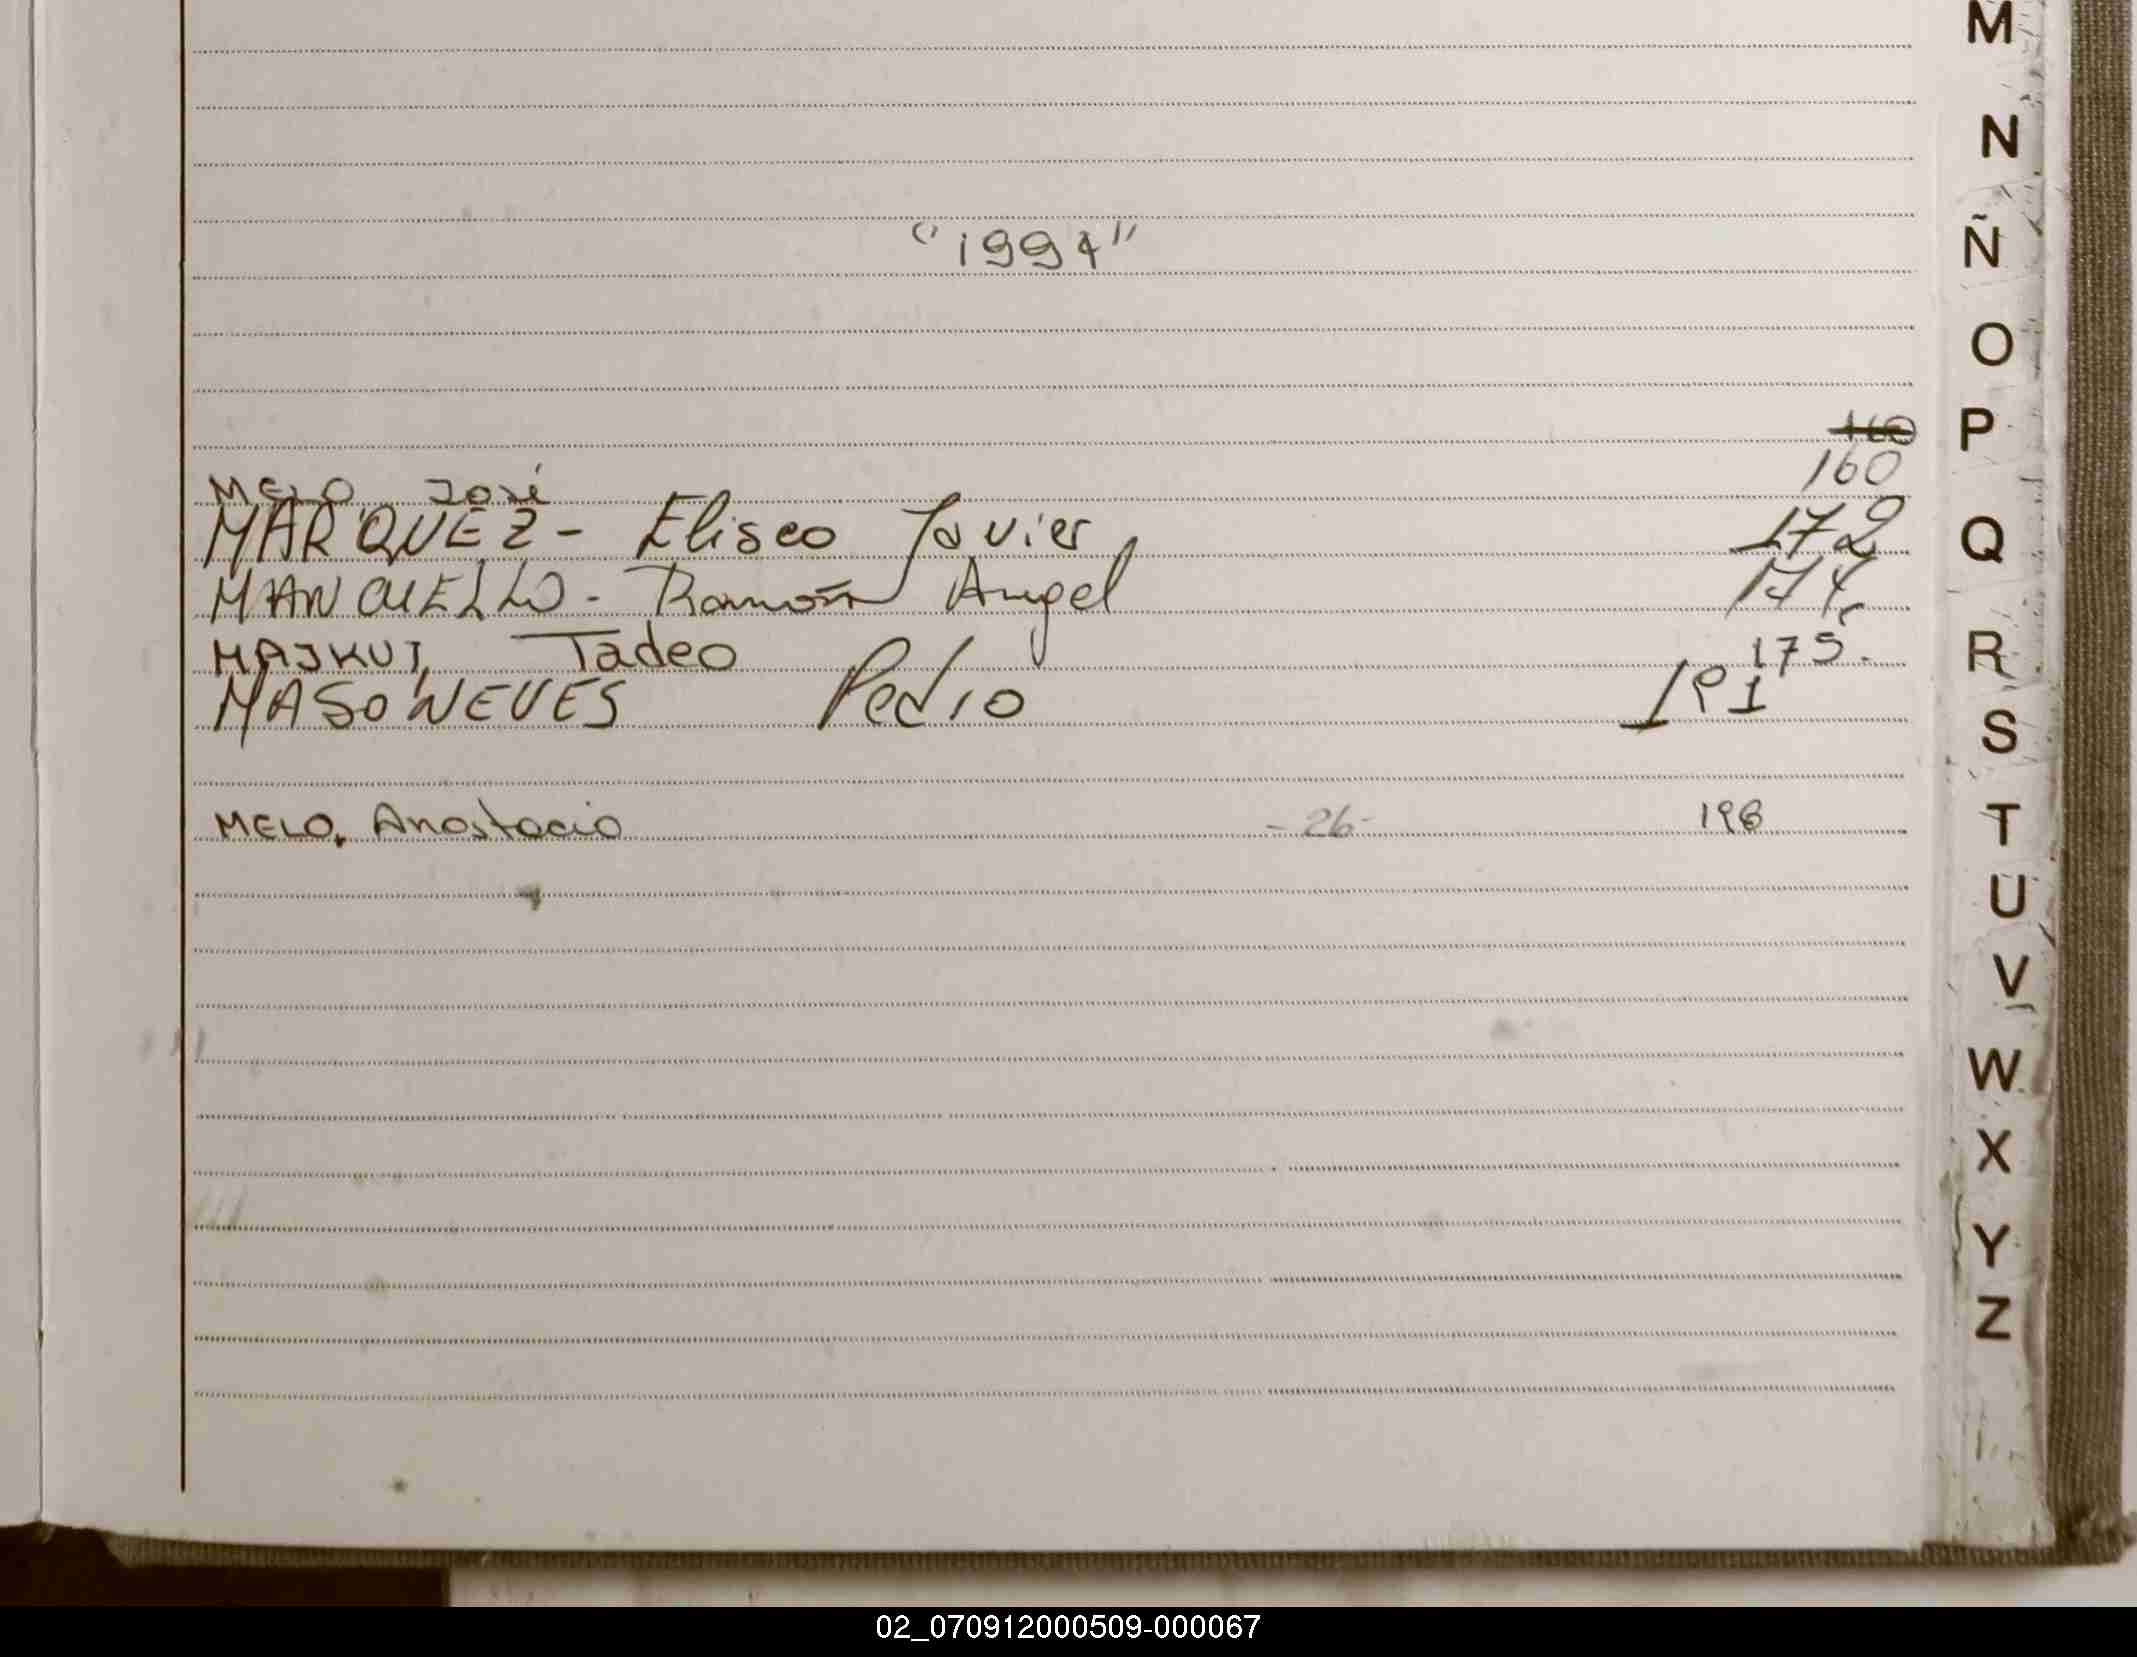 "1994"
160
MELO José 160
MARQUEZ - Eliseo Javier 172
MANCUELLO - Ramón Angel 174
MAJKUT, Tadeo 175.
MASONEVES Pedro 181
MELO, Anastacio - 26 - 198
M
N
Ñ
O
P
Q
R
S
T
U
V
W
X
Y
Z
02_070912000509-000067